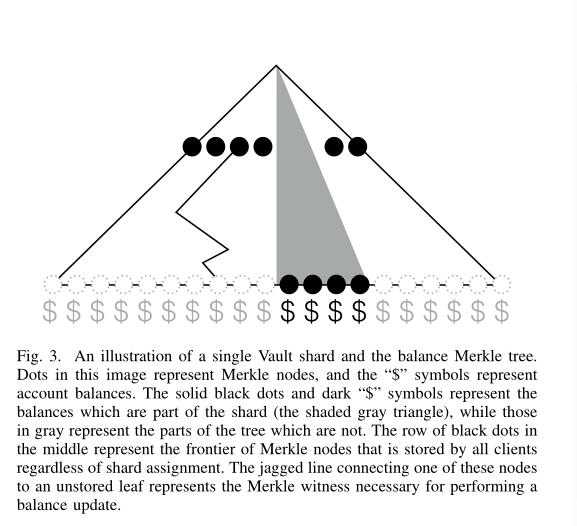 $ $ $ $ $ $ $ $ $ $ $ $ $ $ $ $ $ $ $ $
Fig. 3. An illustration of a single Vault shard and the balance Merkle tree.
Dots in this image represent Merkle nodes, and the “$” symbols represent
account balances. The solid black dots and dark “$” symbols represent the
balances which are part of the shard (the shaded gray triangle), while those
in gray represent the parts of the tree which are not. The row of black dots in
the middle represent the frontier of Merkle nodes that is stored by all clients
regardless of shard assignment. The jagged line connecting one of these nodes
to an unstored leaf represents the Merkle witness necessary for performing a
balance update.